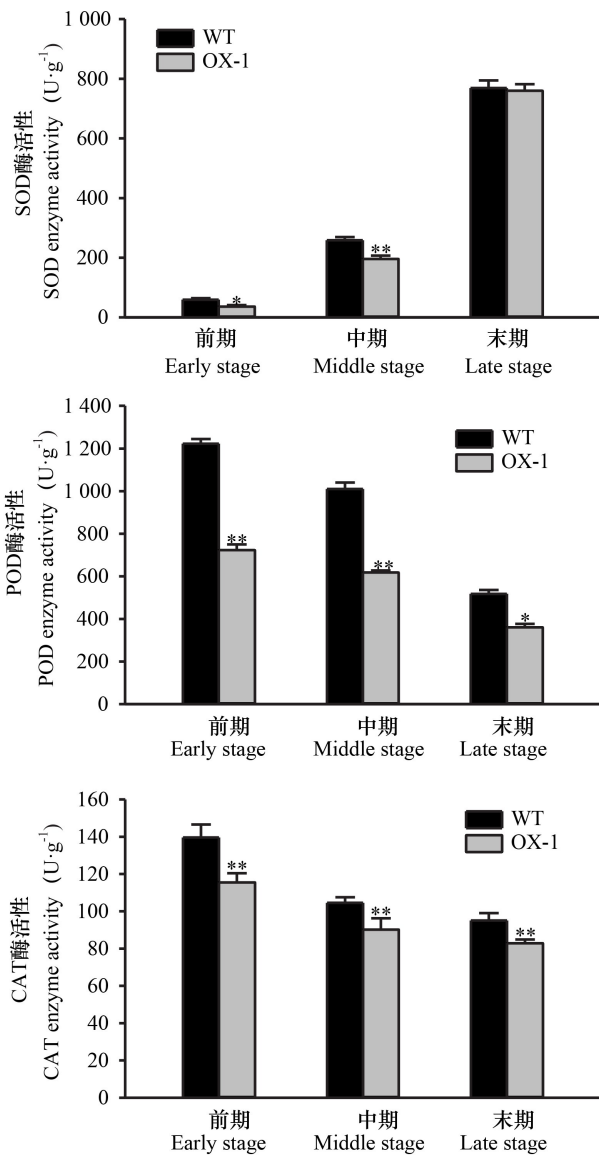 SOD酶活性
SOD enzyme activity (U·g⁻¹)
1 000
800
600
400
200
0
WT
OX-1
*
**
前期
中期
末期
Early stage
Middle stage
Late stage
POD酶活性
POD enzyme activity (U·g⁻¹)
1 400
1 200
1 000
800
600
400
200
0
WT
OX-1
**
**
*
前期
中期
末期
Early stage
Middle stage
Late stage
CAT酶活性
CAT enzyme activity (U·g⁻¹)
160
140
120
100
80
60
40
20
0
WT
OX-1
**
**
**
前期
中期
末期
Early stage
Middle stage
Late stage